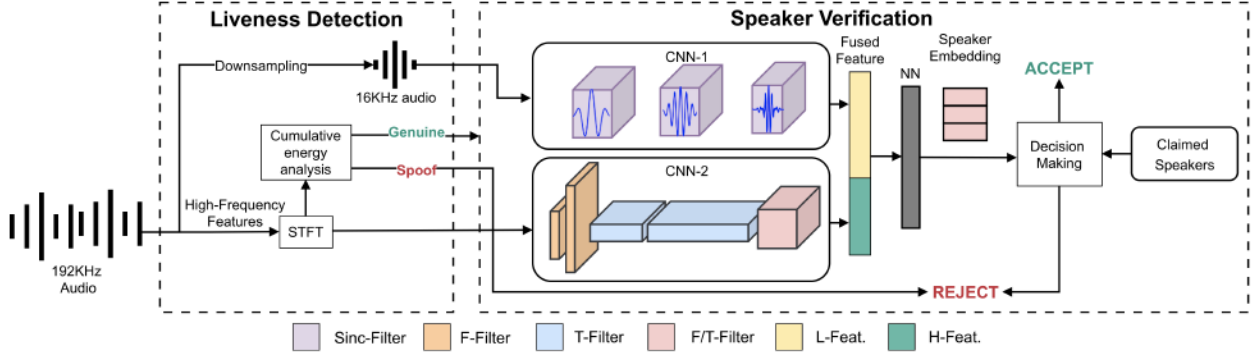 Liveness Detection
Speaker Verification
Downsampling
16KHz audio
Cumulative
energy
analysis
Genuine
Spoof
High-Frequency
Features
STFT
192KHz
Audio
CNN-1
CNN-2
Fused
Feature
NN
Speaker
Embedding
ACCEPT
Decision
Making
Claimed
Speakers
REJECT
Sinc-Filter
F-Filter
T-Filter
F/T-Filter
L-Feat.
H-Feat.